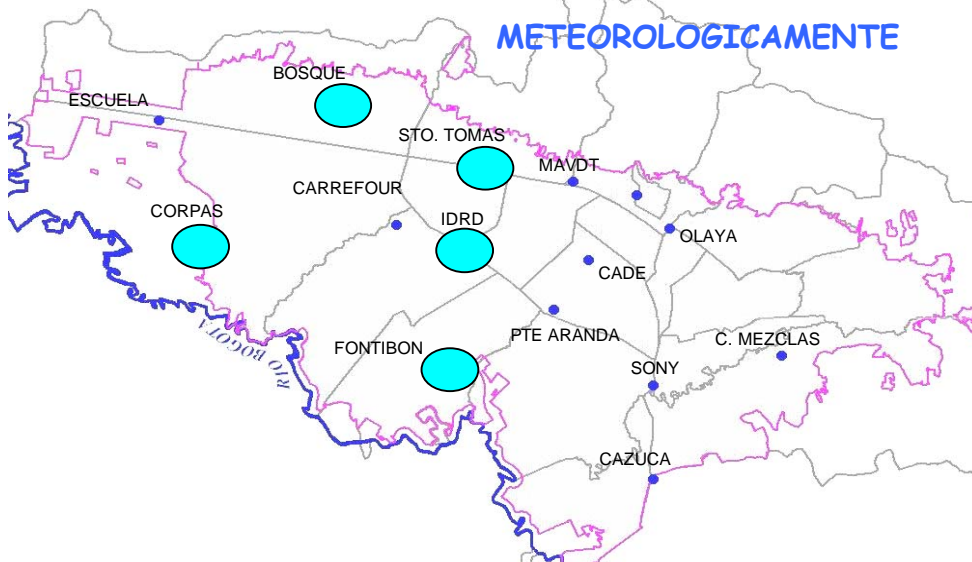 METEOROLOGICAMENTE
BOSQUE
ESCUELA
STO. TOMAS
MAVDT
CARREFOUR
CORPAS
IDRD
OLAYA
CADE
RIO BOGOTA
FONTIBON
PTE ARANDA
C. MEZCLAS
SONY
CAZUCA